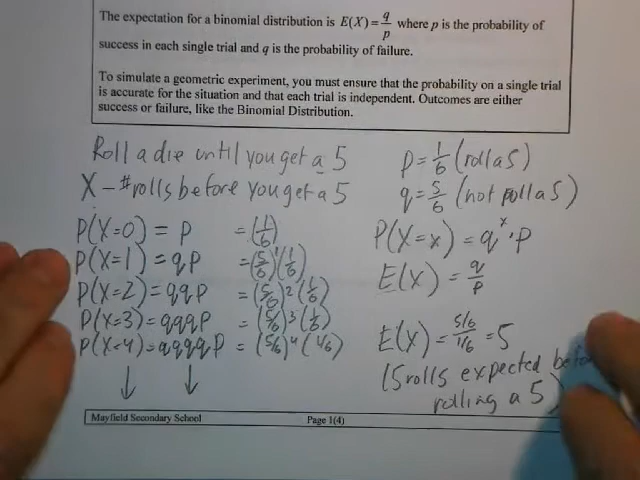 The expectation for a binomial distribution is E(X) = q/p where p is the probability of
success in each single trial and q is the probability of failure.
To simulate a geometric experiment, you must ensure that the probability on a single trial
is accurate for the situation and that each trial is independent. Outcomes are either
success or failure, like the Binomial Distribution.
Roll a die until you get a 5
X - # rolls before you get a 5
P(X=0) = p = (1/6)
P(X=1) = qp = (5/6)¹(1/6)
P(X=2) = qqp = (5/6)²(1/6)
P(X=3) = qqqp = (5/6)³(1/6)
P(X=4) = qqqqp = (5/6)⁴(1/6)
↓ ↓
p = 1/6 (roll a 5)
q = 5/6 (not roll a 5)
P(X=x) = qˣ · p
E(X) = q/p
E(X) = 5/6 / 1/6 = 5
(5 rolls expected
rolling a 5)
Mayfield Secondary School Page 1(4)